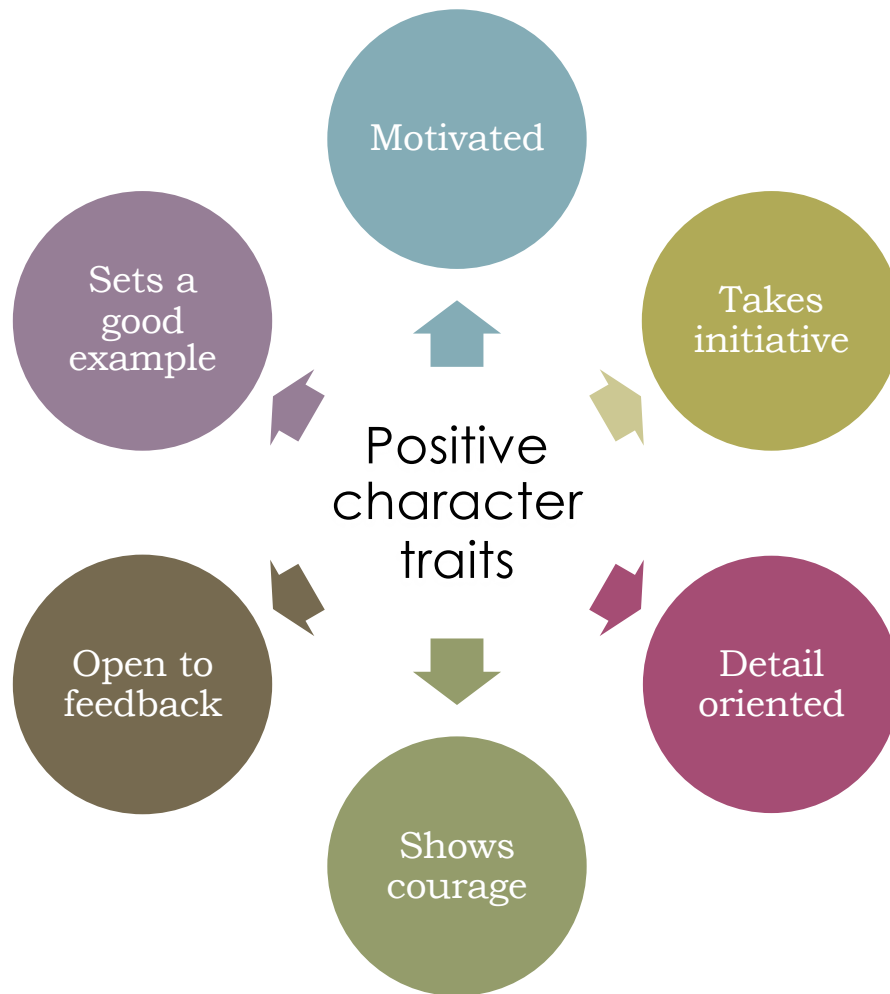 Motivated
Takes
initiative
Detail
oriented
Shows
courage
Open to
feedback
Sets a
good
example
Positive
character
traits